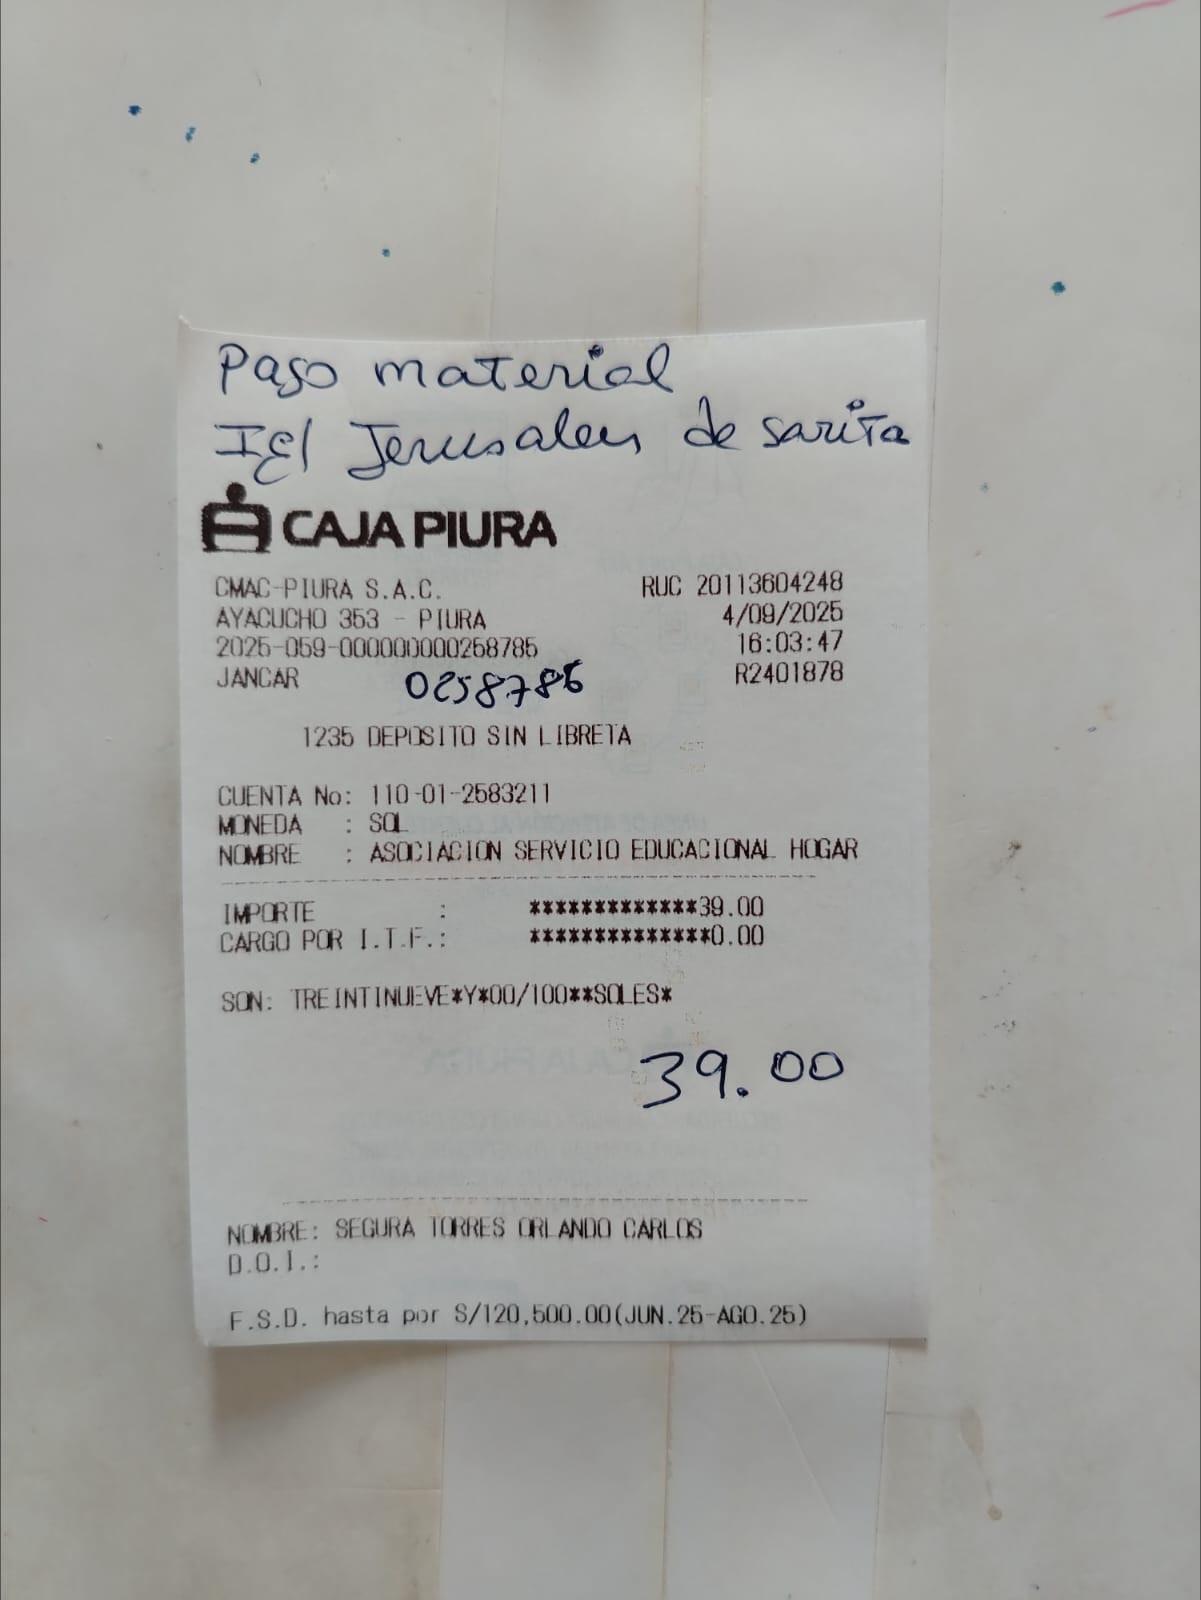 Pago material
IEl Jerusalen de sarita
CAJA PIURA
CMAC-PIURA S.A.C. RUC 20113604248
AYACUCHO 353 - PIURA 4/09/2025
2025-059-000000000258785 16:03:47
JANCAR 0258786 R2401878
1235 DEPOSITO SIN LIBRETA
CUENTA No: 110-01-2583211
MONEDA : SOL
NOMBRE : ASOCIACION SERVICIO EDUCACIONAL HOGAR
IMPORTE : *************39.00
CARGO POR I.T.F.: **************0.00
SON: TREINTINUEVE*Y*00/100**SOLES*
39.00
NOMBRE: SEGURA TORRES ORLANDO CARLOS
D.O.I.:
F.S.D. hasta por S/120,500.00(JUN.25-AGO.25)